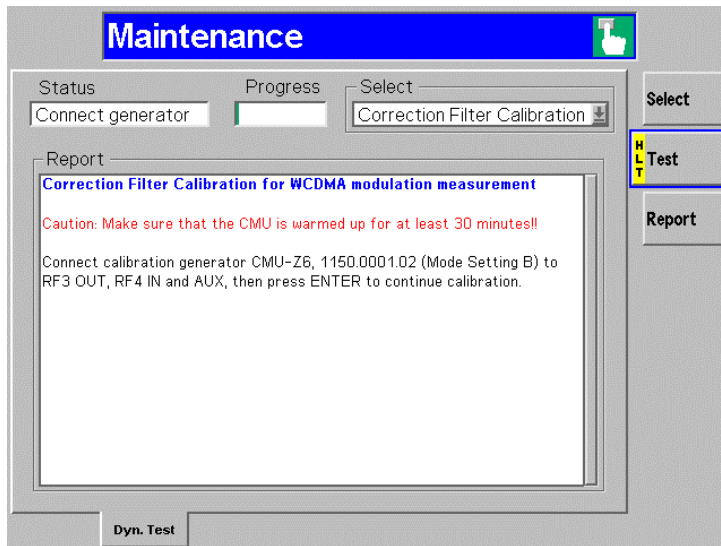 Maintenance
Status
Progress
Select
Connect generator
Correction Filter Calibration
Select
HLT
Test
Report
Report
Correction Filter Calibration for WCDMA modulation measurement
Caution: Make sure that the CMU is warmed up for at least 30 minutes!!
Connect calibration generator CMU-Z6, 1150.0001.02 (Mode Setting B) to
RF3 OUT, RF4 IN and AUX, then press ENTER to continue calibration.
Dyn. Test